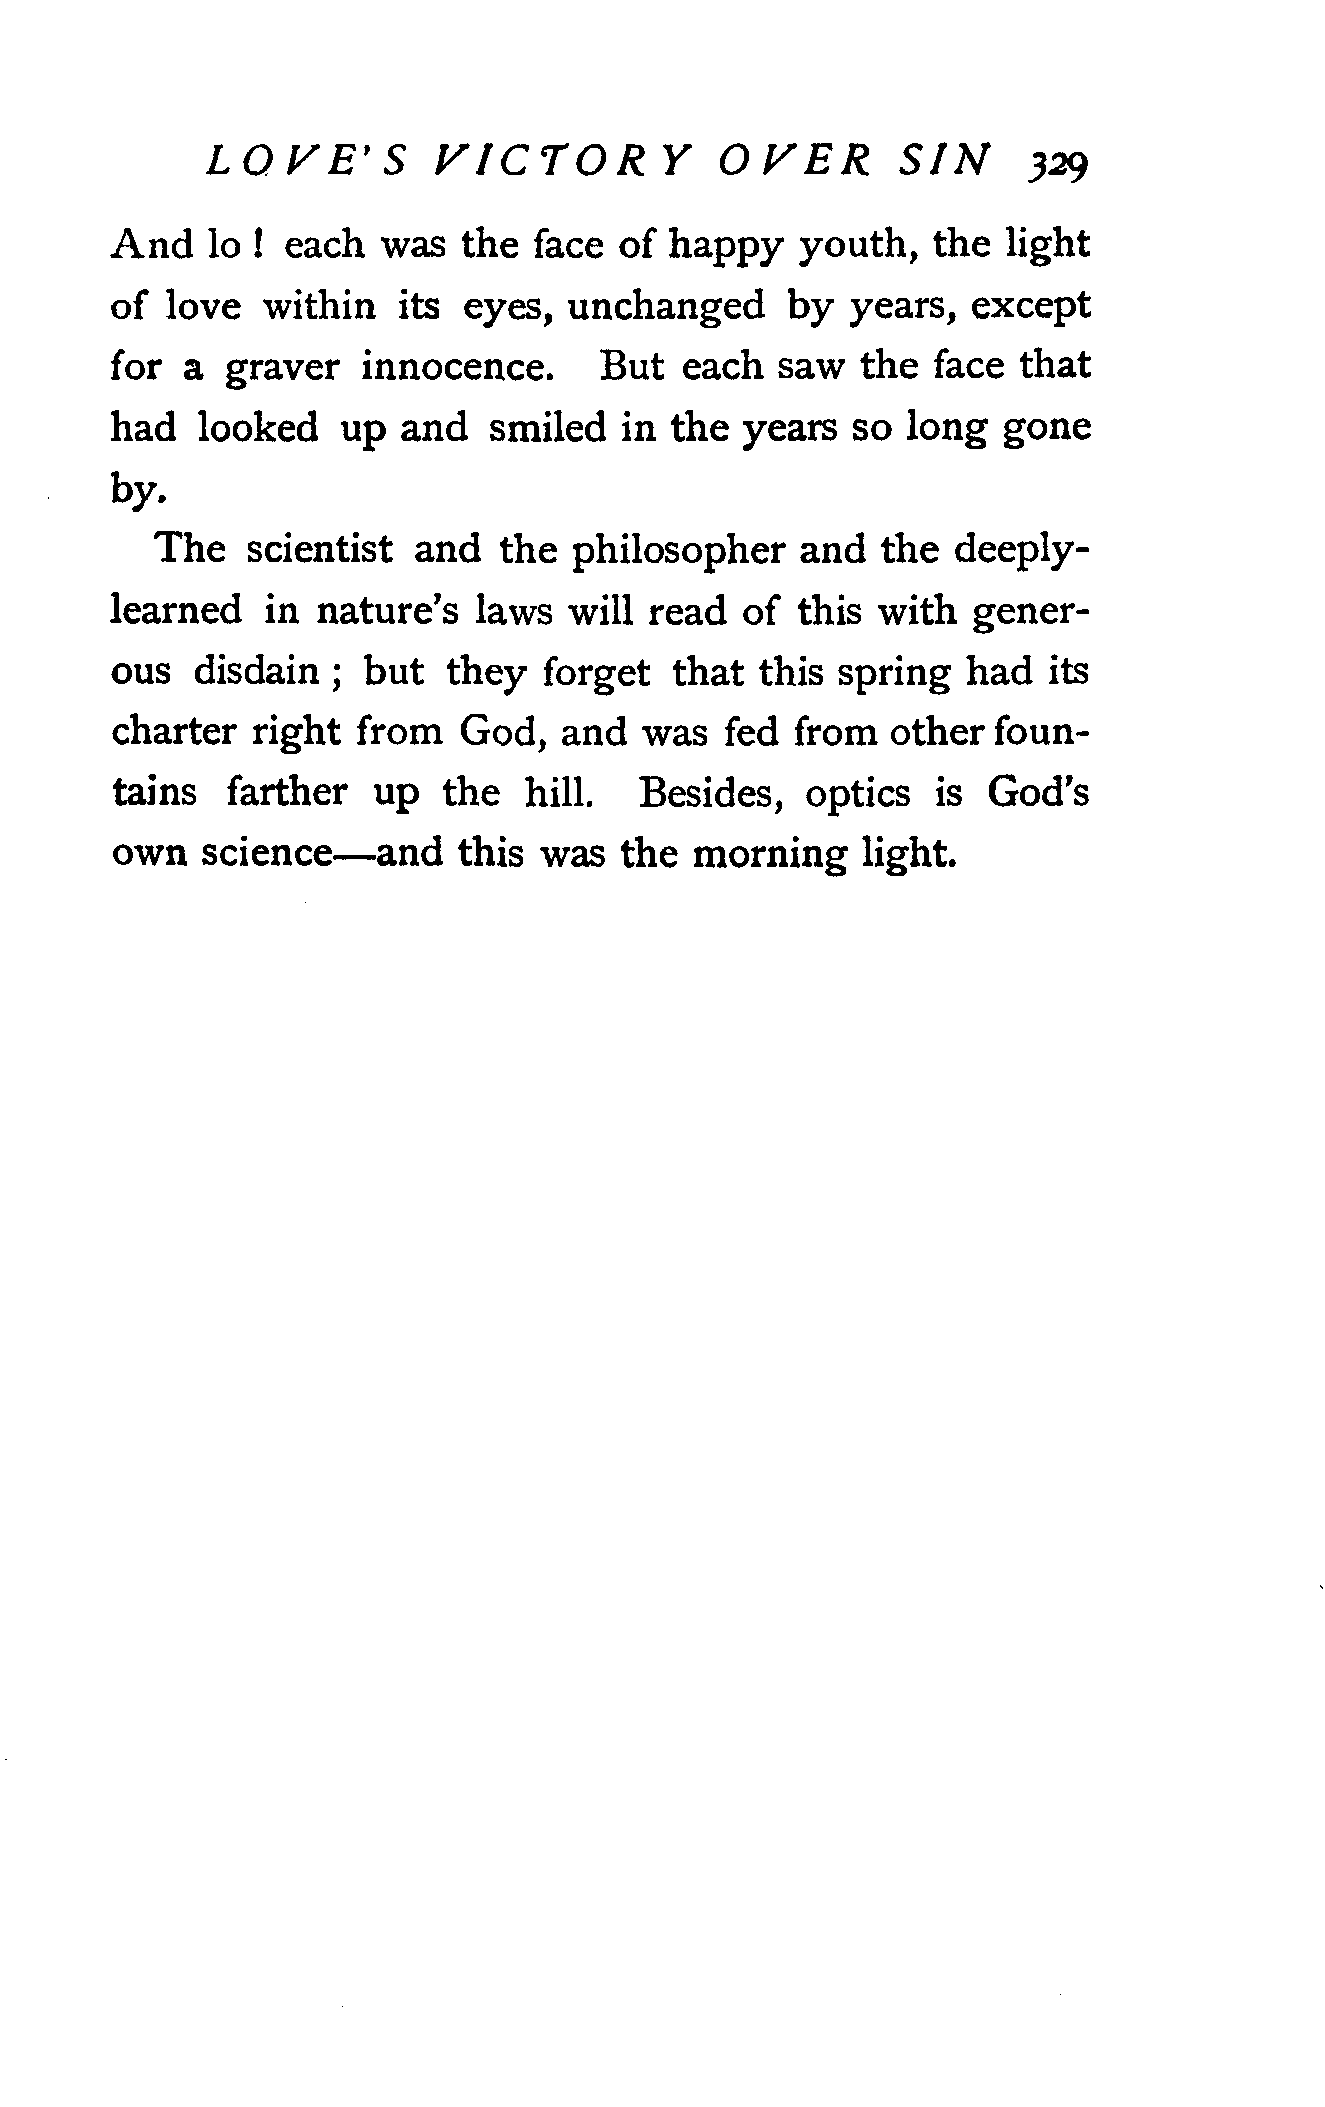 LOVE'S VICTORY OVER SIN 329
And lo ! each was the face of happy youth, the light
of love within its eyes, unchanged by years, except
for a graver innocence. But each saw the face that
had looked up and smiled in the years so long gone
by.
The scientist and the philosopher and the deeply-
learned in nature's laws will read of this with gener-
ous disdain ; but they forget that this spring had its
charter right from God, and was fed from other foun-
tains farther up the hill. Besides, optics is God's
own science—and this was the morning light.